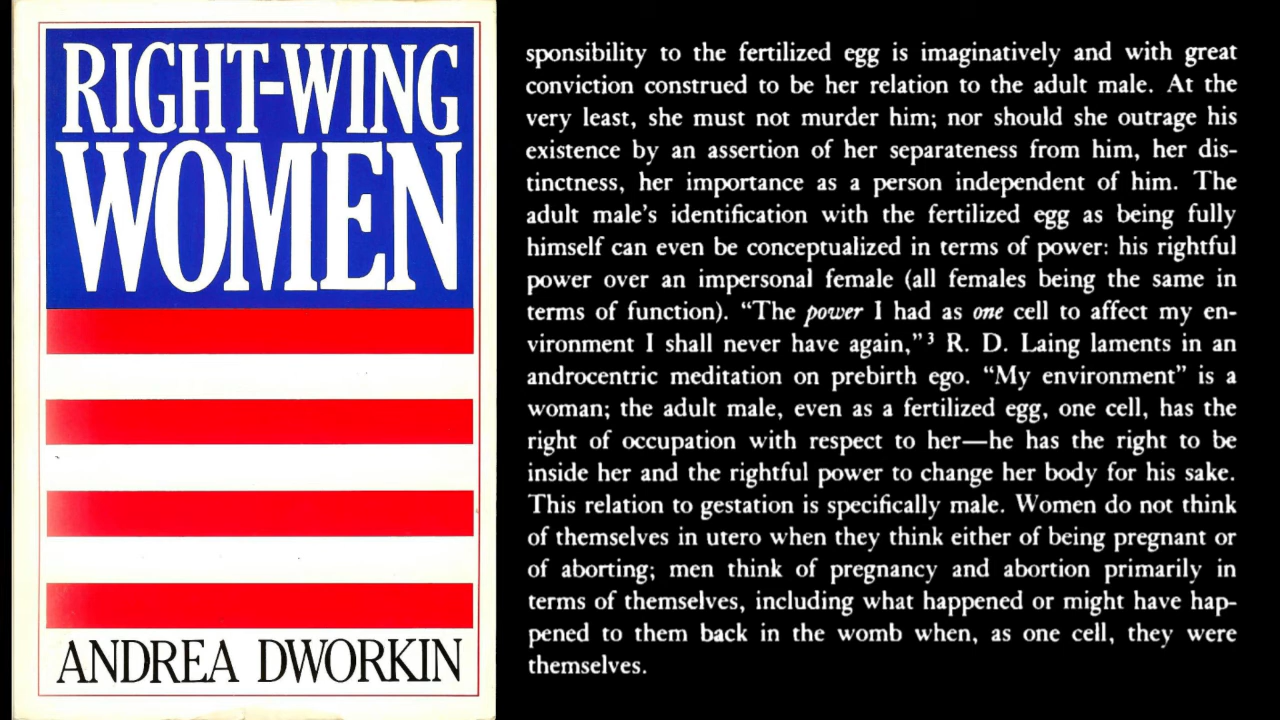 RIGHT-WING
WOMEN
ANDREA DWORKIN
sponsibility to the fertilized egg is imaginatively and with great
conviction construed to be her relation to the adult male. At the
very least, she must not murder him; nor should she outrage his
existence by an assertion of her separateness from him, her dis-
tinctness, her importance as a person independent of him. The
adult male's identification with the fertilized egg as being fully
himself can even be conceptualized in terms of power: his rightful
power over an impersonal female (all females being the same in
terms of function). “The power I had as one cell to affect my en-
vironment I shall never have again,”³ R. D. Laing laments in an
androcentric meditation on prebirth ego. “My environment” is a
woman; the adult male, even as a fertilized egg, one cell, has the
right of occupation with respect to her—he has the right to be
inside her and the rightful power to change her body for his sake.
This relation to gestation is specifically male. Women do not think
of themselves in utero when they think either of being pregnant or
of aborting; men think of pregnancy and abortion primarily in
terms of themselves, including what happened or might have hap-
pened to them back in the womb when, as one cell, they were
themselves.